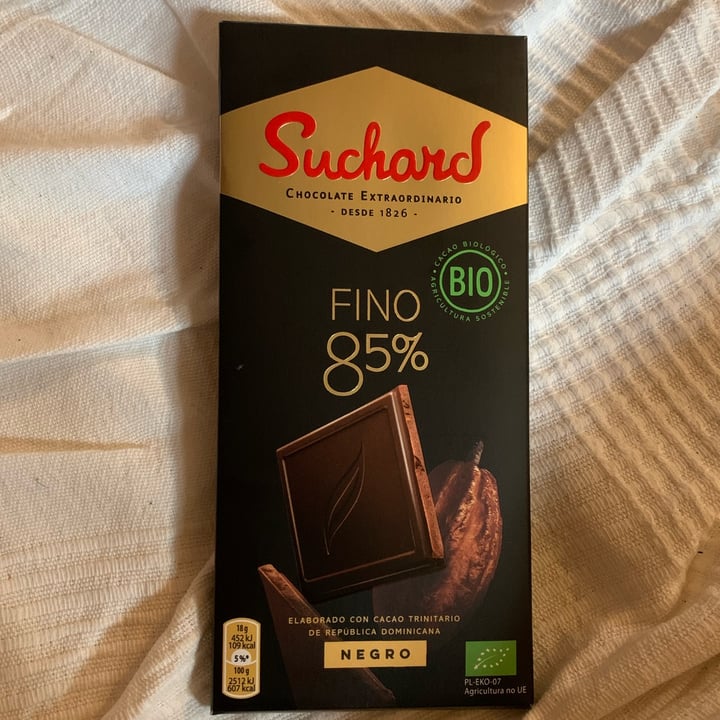 Suchard
CHOCOLATE EXTRAORDINARIO
- DESDE 1826 -
• CACAO BIOLÓGICO •
BIO
AGRICULTURA SOSTENIBLE
FINO
85%
ELABORADO CON CACAO TRINITARIO
DE REPÚBLICA DOMINICANA
NEGRO
18g
452 kJ
109 kcal
5%*
100 g
2512 kJ
607 kcal
PL-EKO-07
Agricultura no UE